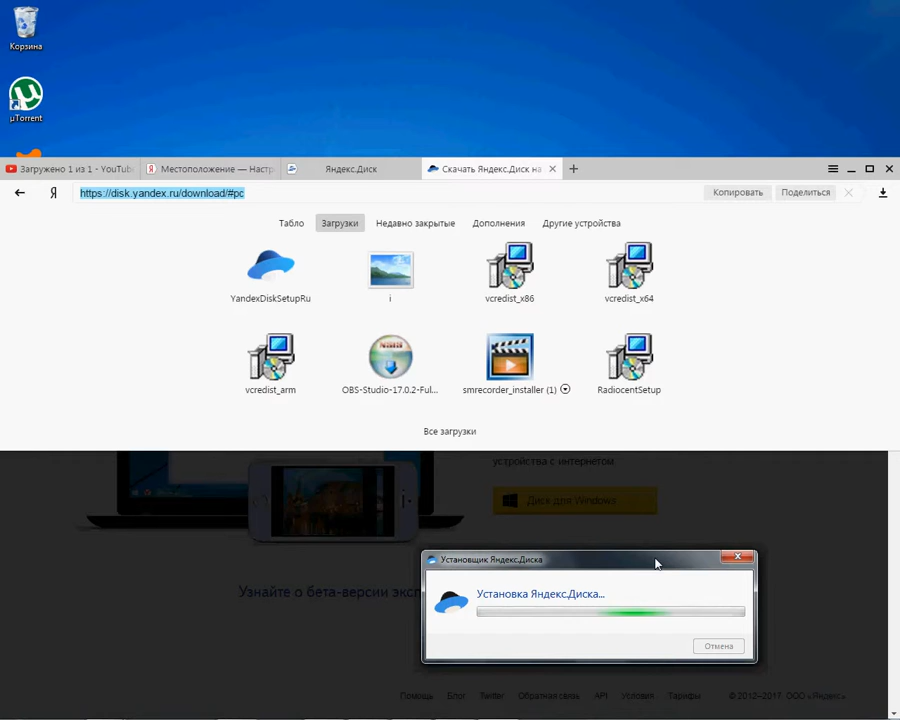 Корзина
µTorrent
Загружено 1 из 1 - YouTub
Местоположение — Настр
Яндекс.Диск
Скачать Яндекс.Диск на
https://disk.yandex.ru/download/#pc
Копировать
Поделиться
Табло
Загрузки
Недавно закрытые
Дополнения
Другие устройства
YandexDiskSetupRu
i
vcredist_x86
vcredist_x64
vcredist_arm
OBS-Studio-17.0.2-Ful...
smrecorder_installer (1)
RadiocentSetup
Все загрузки
устройства с интернетом.
Диск для Windows
Узнайте о бета-версии эксп
Установщик Яндекс.Диска
Установка Яндекс.Диска...
Отмена
Помощь Блог Twitter Обратная связь API Условия Тарифы © 2012–2017 ООО «Яндекс»